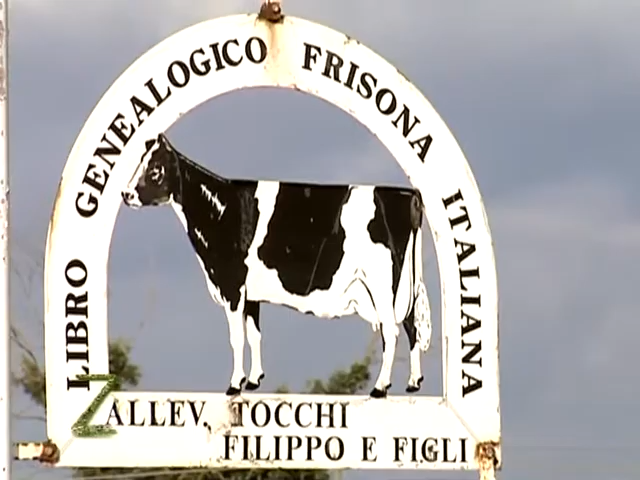 LIBRO GENEALOGICO FRISONA ITALIANA
ALLEV. TOCCHI
FILIPPO E FIGLI